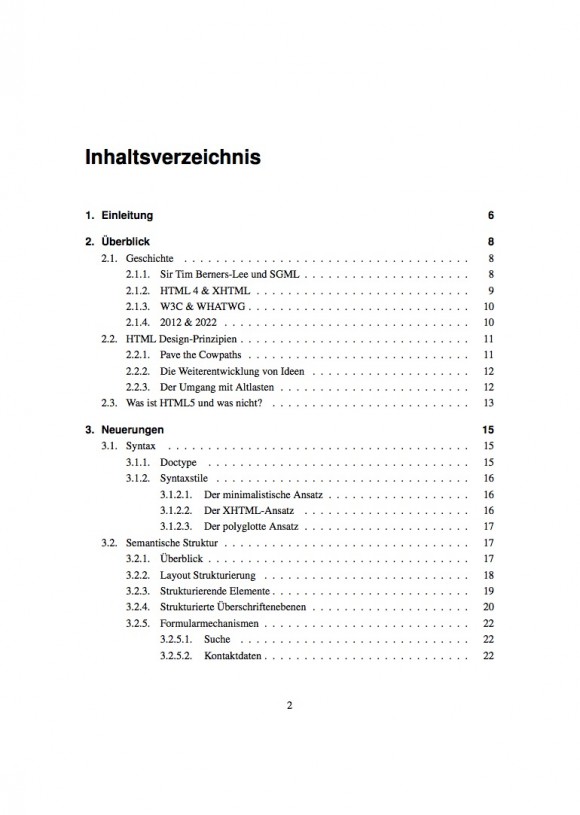 Inhaltsverzeichnis
1. Einleitung 6
2. Überblick 8
2.1. Geschichte . . . . . . . . . . . . . . . . . . . . . . . . . . . . . 8
2.1.1. Sir Tim Berners-Lee und SGML . . . . . . . . . . . . . . . . . 8
2.1.2. HTML 4 & XHTML . . . . . . . . . . . . . . . . . . . . . . 9
2.1.3. W3C & WHATWG . . . . . . . . . . . . . . . . . . . . . . . 10
2.1.4. 2012 & 2022 . . . . . . . . . . . . . . . . . . . . . . . . . 10
2.2. HTML Design-Prinzipien . . . . . . . . . . . . . . . . . . . . . . . 11
2.2.1. Pave the Cowpaths . . . . . . . . . . . . . . . . . . . . . . . 11
2.2.2. Die Weiterentwicklung von Ideen . . . . . . . . . . . . . . . . . 12
2.2.3. Der Umgang mit Altlasten . . . . . . . . . . . . . . . . . . . 12
2.3. Was ist HTML5 und was nicht? . . . . . . . . . . . . . . . . . . . . 13
3. Neuerungen 15
3.1. Syntax . . . . . . . . . . . . . . . . . . . . . . . . . . . . . . . 15
3.1.1. Doctype . . . . . . . . . . . . . . . . . . . . . . . . . . . 15
3.1.2. Syntaxstile . . . . . . . . . . . . . . . . . . . . . . . . . . 16
3.1.2.1. Der minimalistische Ansatz . . . . . . . . . . . . . . . 16
3.1.2.2. Der XHTML-Ansatz . . . . . . . . . . . . . . . . . . 16
3.1.2.3. Der polyglotte Ansatz . . . . . . . . . . . . . . . . . 17
3.2. Semantische Struktur . . . . . . . . . . . . . . . . . . . . . . . . . 17
3.2.1. Überblick . . . . . . . . . . . . . . . . . . . . . . . . . . . 17
3.2.2. Layout Strukturierung . . . . . . . . . . . . . . . . . . . . . 18
3.2.3. Strukturierende Elemente . . . . . . . . . . . . . . . . . . . . 19
3.2.4. Strukturierte Überschriftenebenen . . . . . . . . . . . . . . . . 20
3.2.5. Formularmechanismen . . . . . . . . . . . . . . . . . . . . . 22
3.2.5.1. Suche . . . . . . . . . . . . . . . . . . . . . . . 22
3.2.5.2. Kontaktdaten . . . . . . . . . . . . . . . . . . . . . 22
2